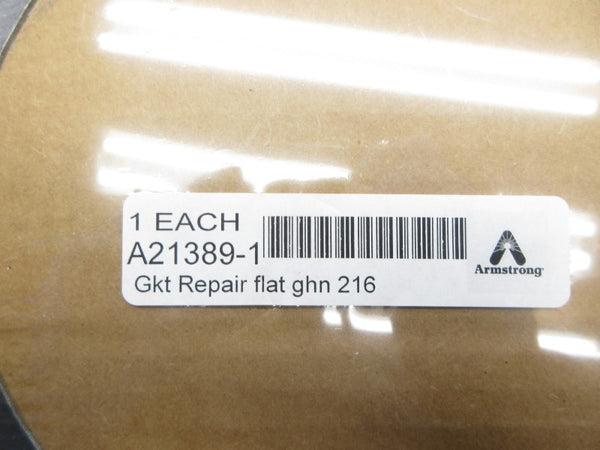 1 EACH
A21389-1
Gkt Repair flat ghn 216
Armstrong